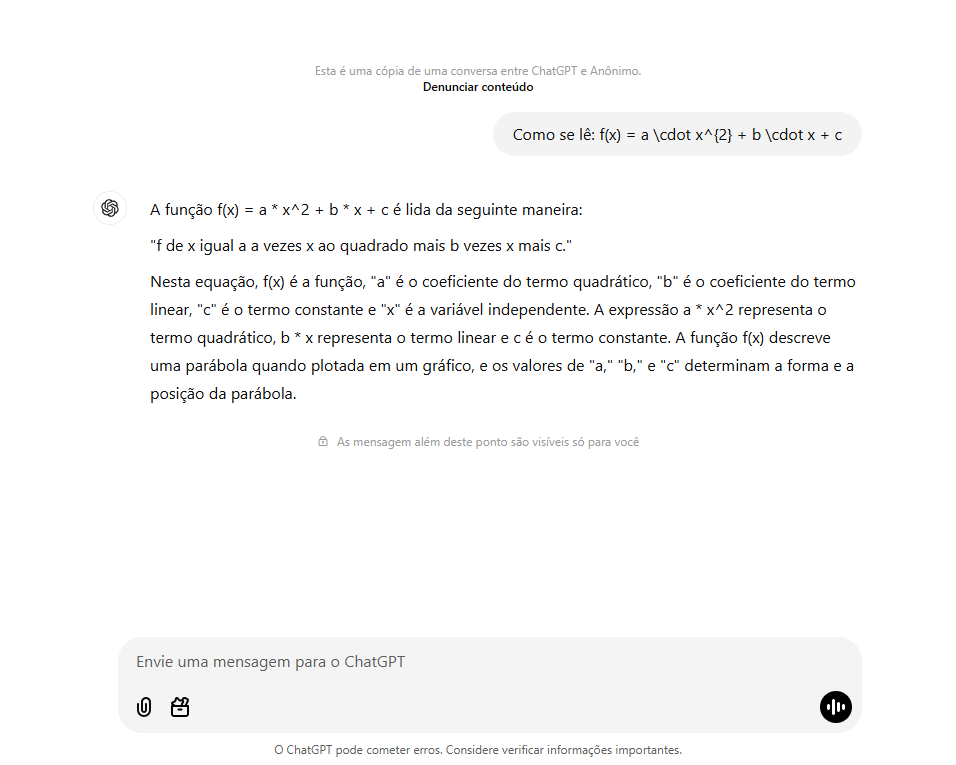 Esta é uma cópia de uma conversa entre ChatGPT e Anônimo.
Denunciar conteúdo
Como se lê: f(x) = a \cdot x^{2} + b \cdot x + c
A função f(x) = a * x^2 + b * x + c é lida da seguinte maneira:
"f de x igual a a vezes x ao quadrado mais b vezes x mais c."
Nesta equação, f(x) é a função, "a" é o coeficiente do termo quadrático, "b" é o coeficiente do termo
linear, "c" é o termo constante e "x" é a variável independente. A expressão a * x^2 representa o
termo quadrático, b * x representa o termo linear e c é o termo constante. A função f(x) descreve
uma parábola quando plotada em um gráfico, e os valores de "a," "b," e "c" determinam a forma e a
posição da parábola.
As mensagem além deste ponto são visíveis só para você
Envie uma mensagem para o ChatGPT
O ChatGPT pode cometer erros. Considere verificar informações importantes.